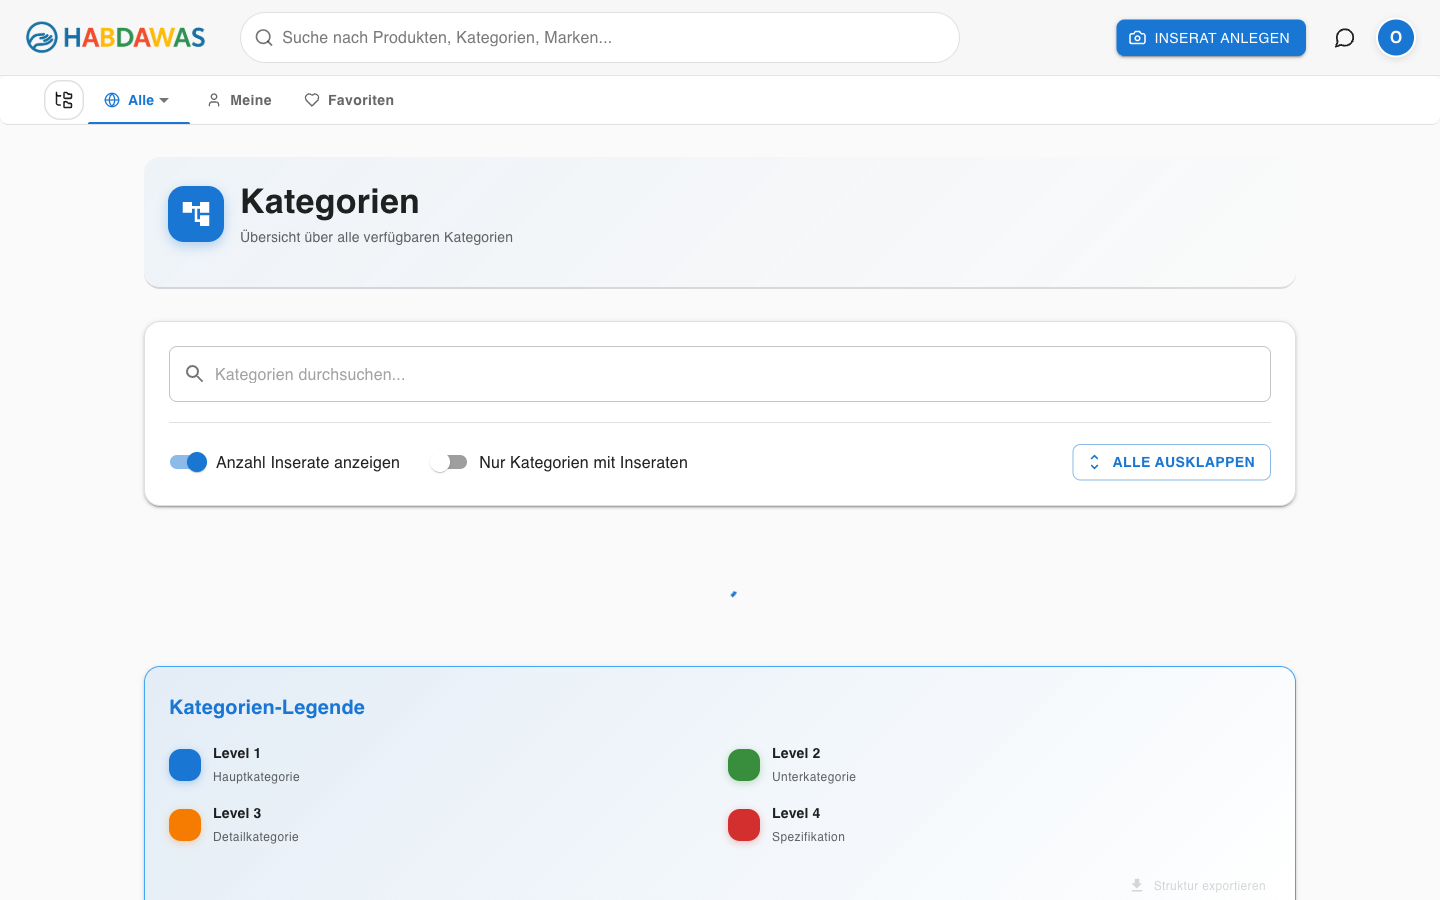 HABDAWAS
Suche nach Produkten, Kategorien, Marken...
INSERAT ANLEGEN
O
Alle
Meine
Favoriten
Kategorien
Übersicht über alle verfügbaren Kategorien
Kategorien durchsuchen...
Anzahl Inserate anzeigen
Nur Kategorien mit Inseraten
ALLE AUSKLAPPEN
Kategorien-Legende
Level 1
Hauptkategorie
Level 2
Unterkategorie
Level 3
Detailkategorie
Level 4
Spezifikation
Struktur exportieren